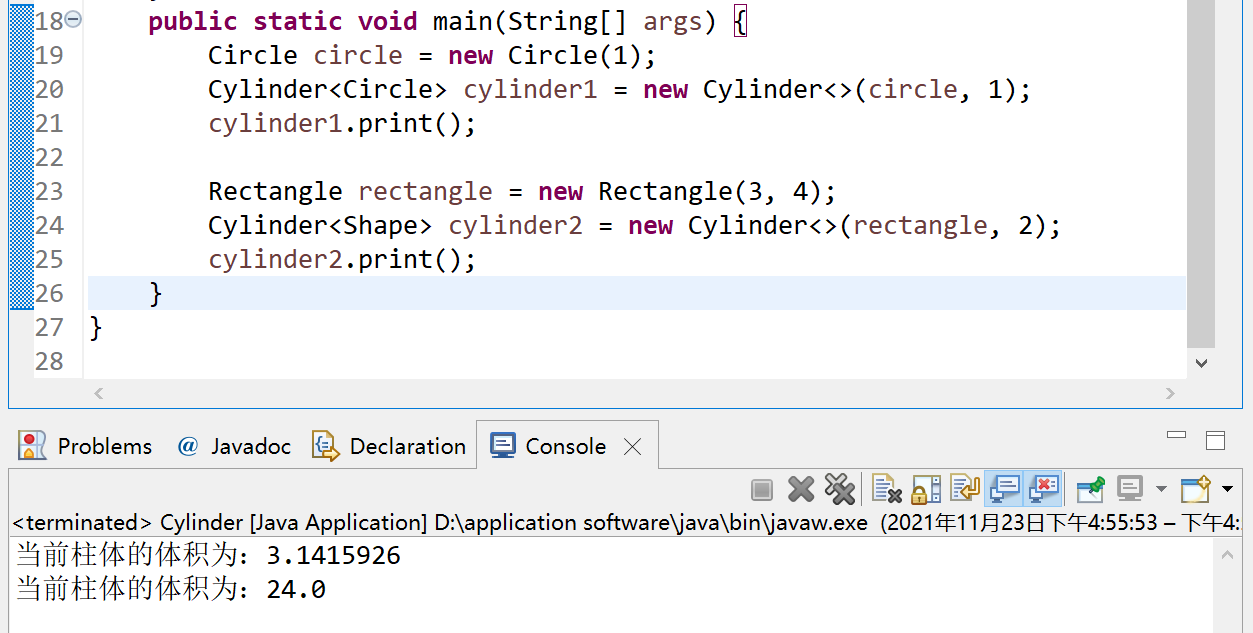 18 public static void main(String[] args) {
19 Circle circle = new Circle(1);
20 Cylinder<Circle> cylinder1 = new Cylinder<>(circle, 1);
21 cylinder1.print();
22
23 Rectangle rectangle = new Rectangle(3, 4);
24 Cylinder<Shape> cylinder2 = new Cylinder<>(rectangle, 2);
25 cylinder2.print();
26 }
27 }
28
Problems @ Javadoc Declaration Console
<terminated> Cylinder [Java Application] D:\application software\java\bin\javaw.exe (2021年11月23日下午4:55:53 – 下午4:
当前柱体的体积为: 3.1415926
当前柱体的体积为: 24.0